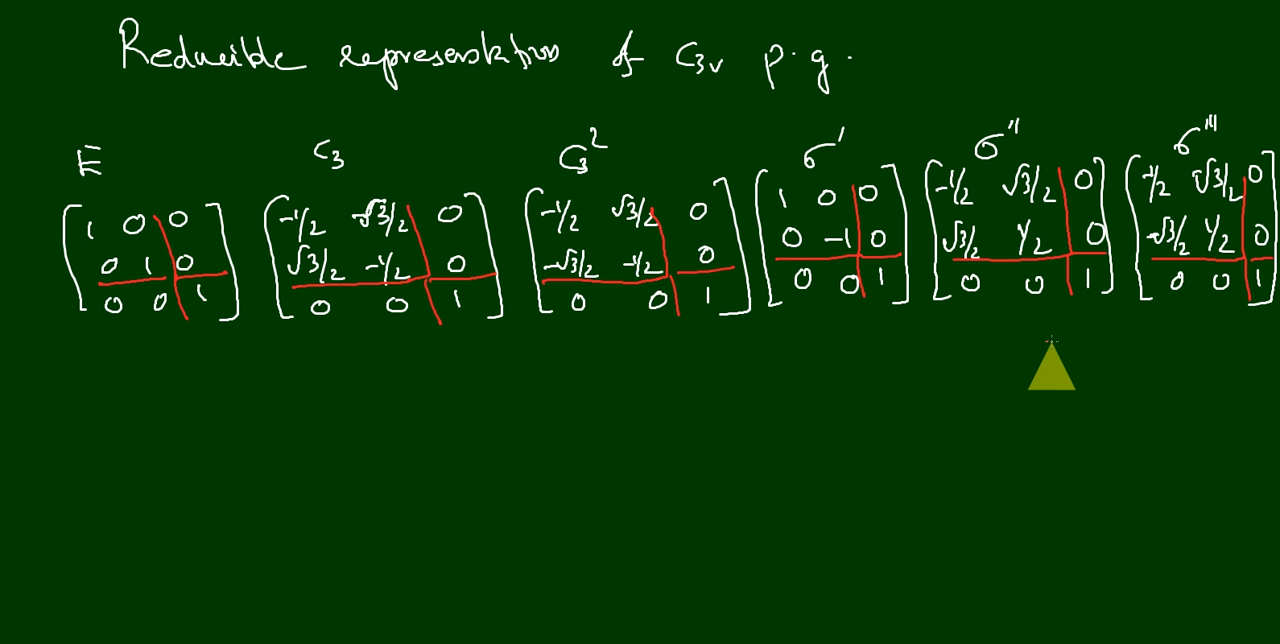 Reducible representation of C3v p.g.
E C3 C3² σ' σ'' σ'''
1 0 0 -1/2 -√3/2 0 -1/2 √3/2 0 1 0 0 -1/2 √3/2 0 -1/2 -√3/2 0
0 1 0 √3/2 -1/2 0 -√3/2 -1/2 0 0 -1 0 √3/2 1/2 0 -√3/2 1/2 0
0 0 1 0 0 1 0 0 1 0 0 1 0 0 1 0 0 1